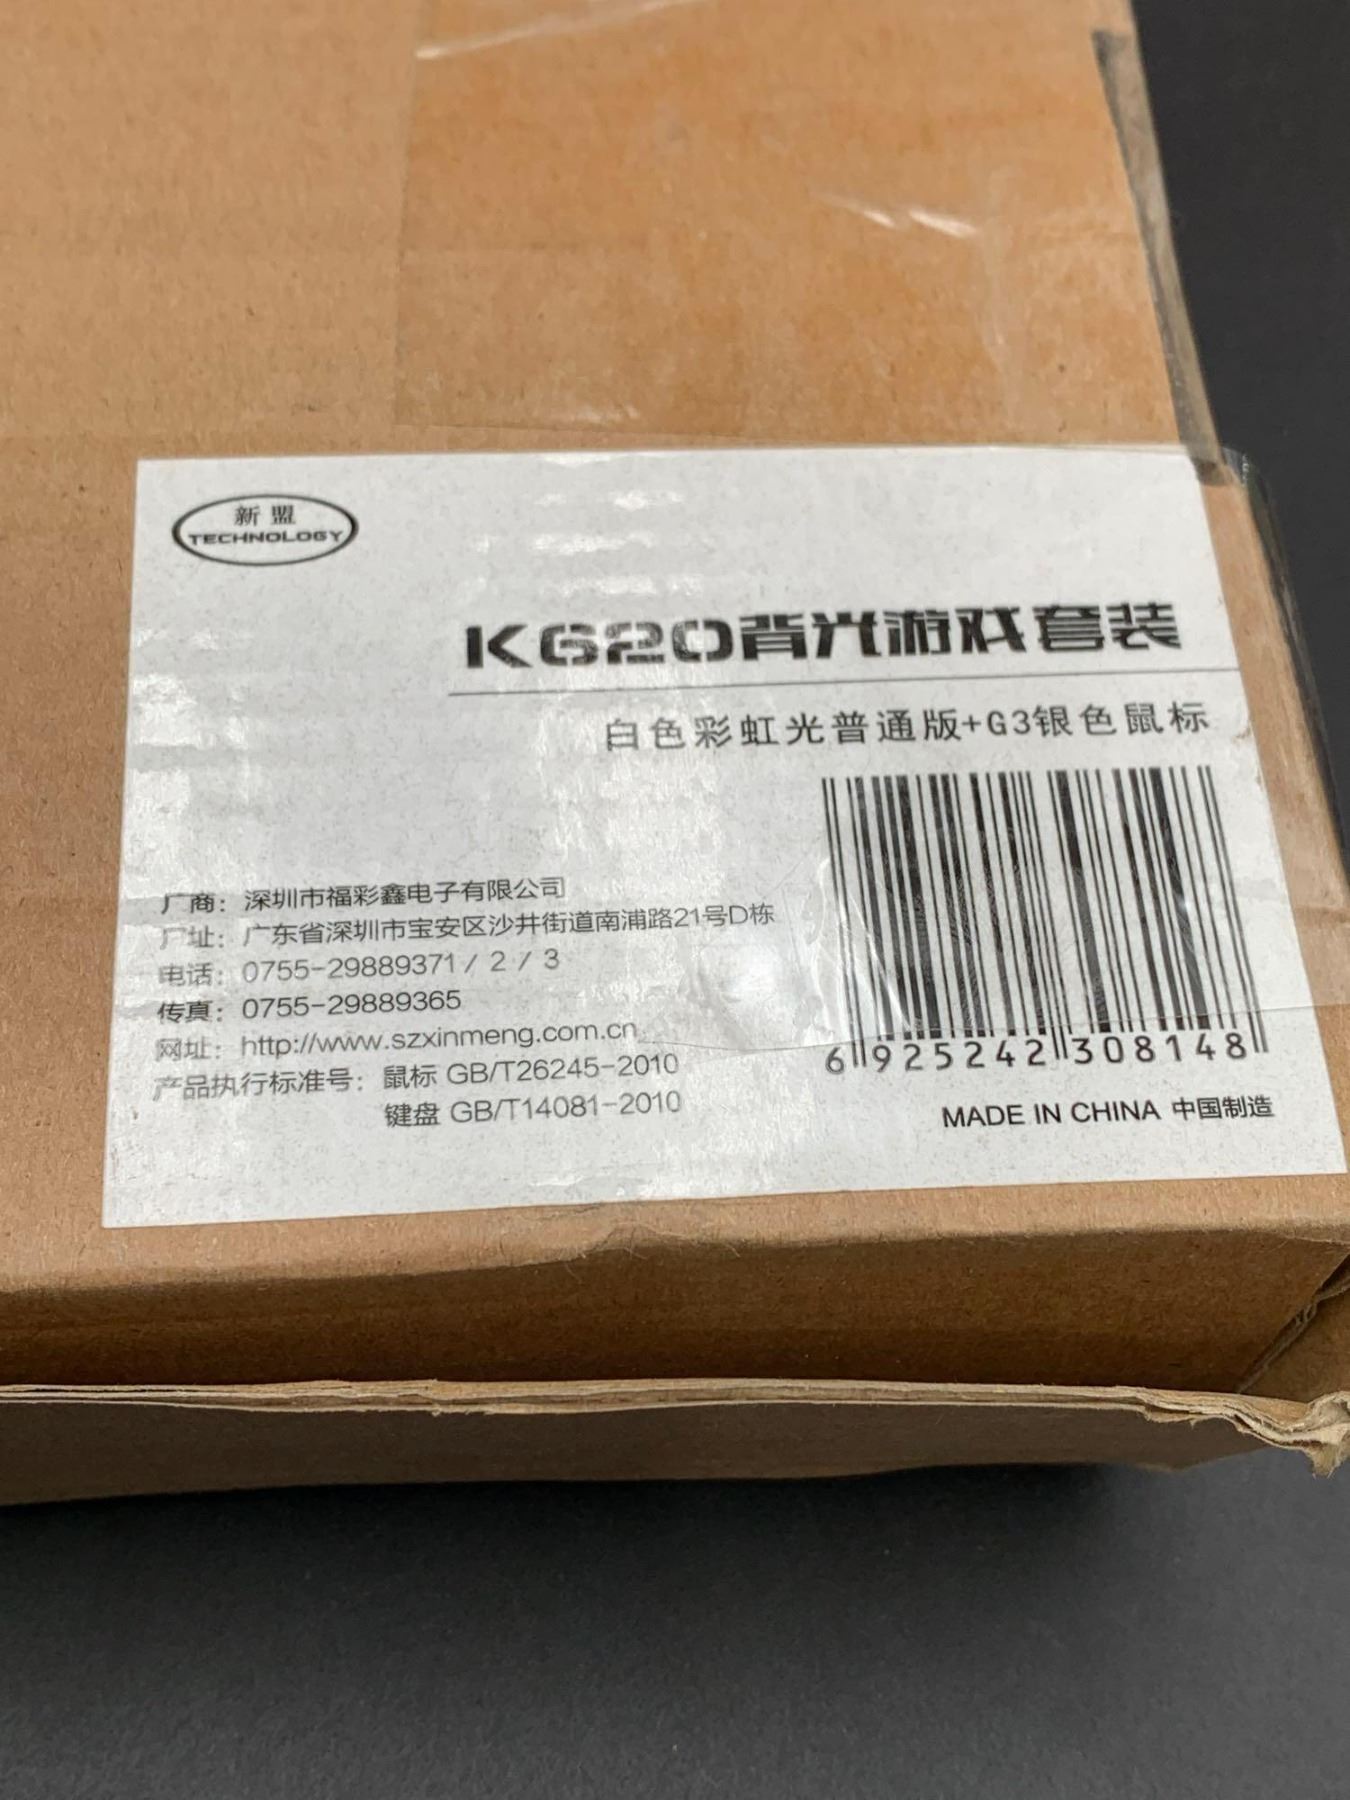 新盟
TECHNOLOGY
K620背光游戏套装
白色彩虹光普通版+G3银色鼠标
厂商：深圳市福彩鑫电子有限公司
厂址：广东省深圳市宝安区沙井街道南浦路21号D栋
电话：0755-29889371 / 2 / 3
传真：0755-29889365
网址：http://www.szxinmeng.com.cn
产品执行标准号：鼠标 GB/T26245-2010
键盘 GB/T14081-2010
6 925242 308148
MADE IN CHINA 中国制造